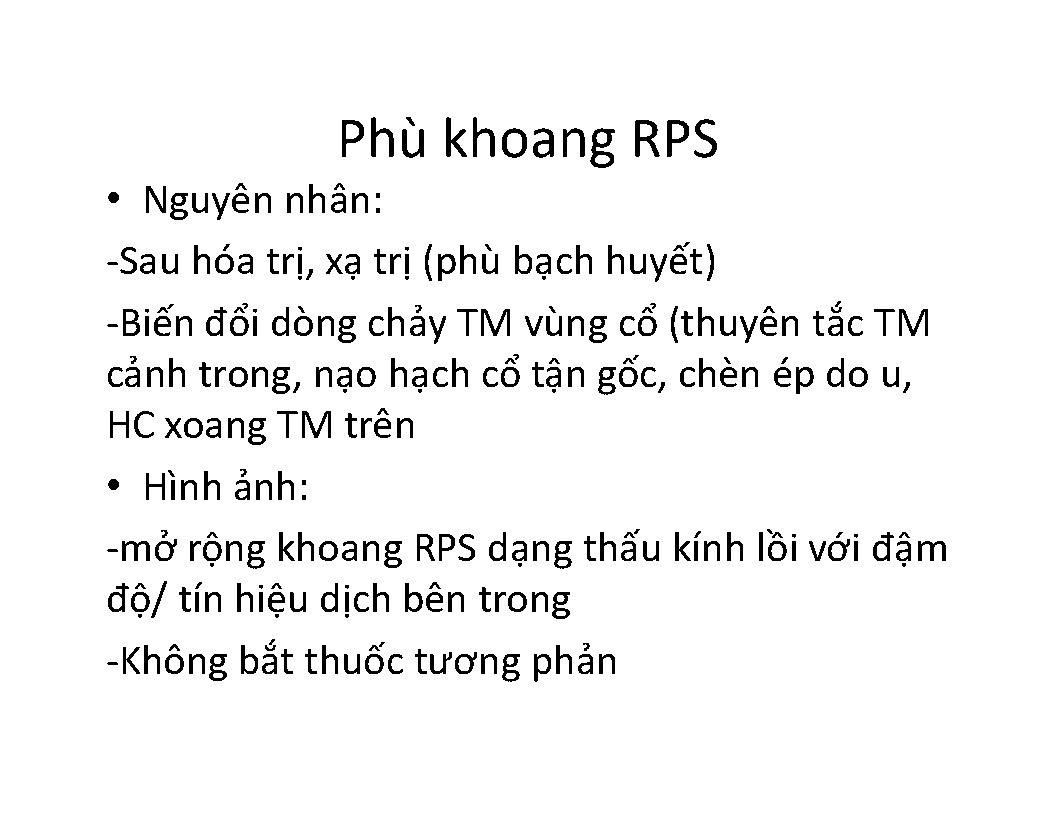 Phù khoang RPS
• Nguyên nhân:
-Sau hóa trị, xạ trị (phù bạch huyết)
-Biến đổi dòng chảy TM vùng cổ (thuyên tắc TM
cảnh trong, nạo hạch cổ tận gốc, chèn ép do u,
HC xoang TM trên
• Hình ảnh:
-mở rộng khoang RPS dạng thấu kính lồi với đậm
độ/ tín hiệu dịch bên trong
-Không bắt thuốc tương phản